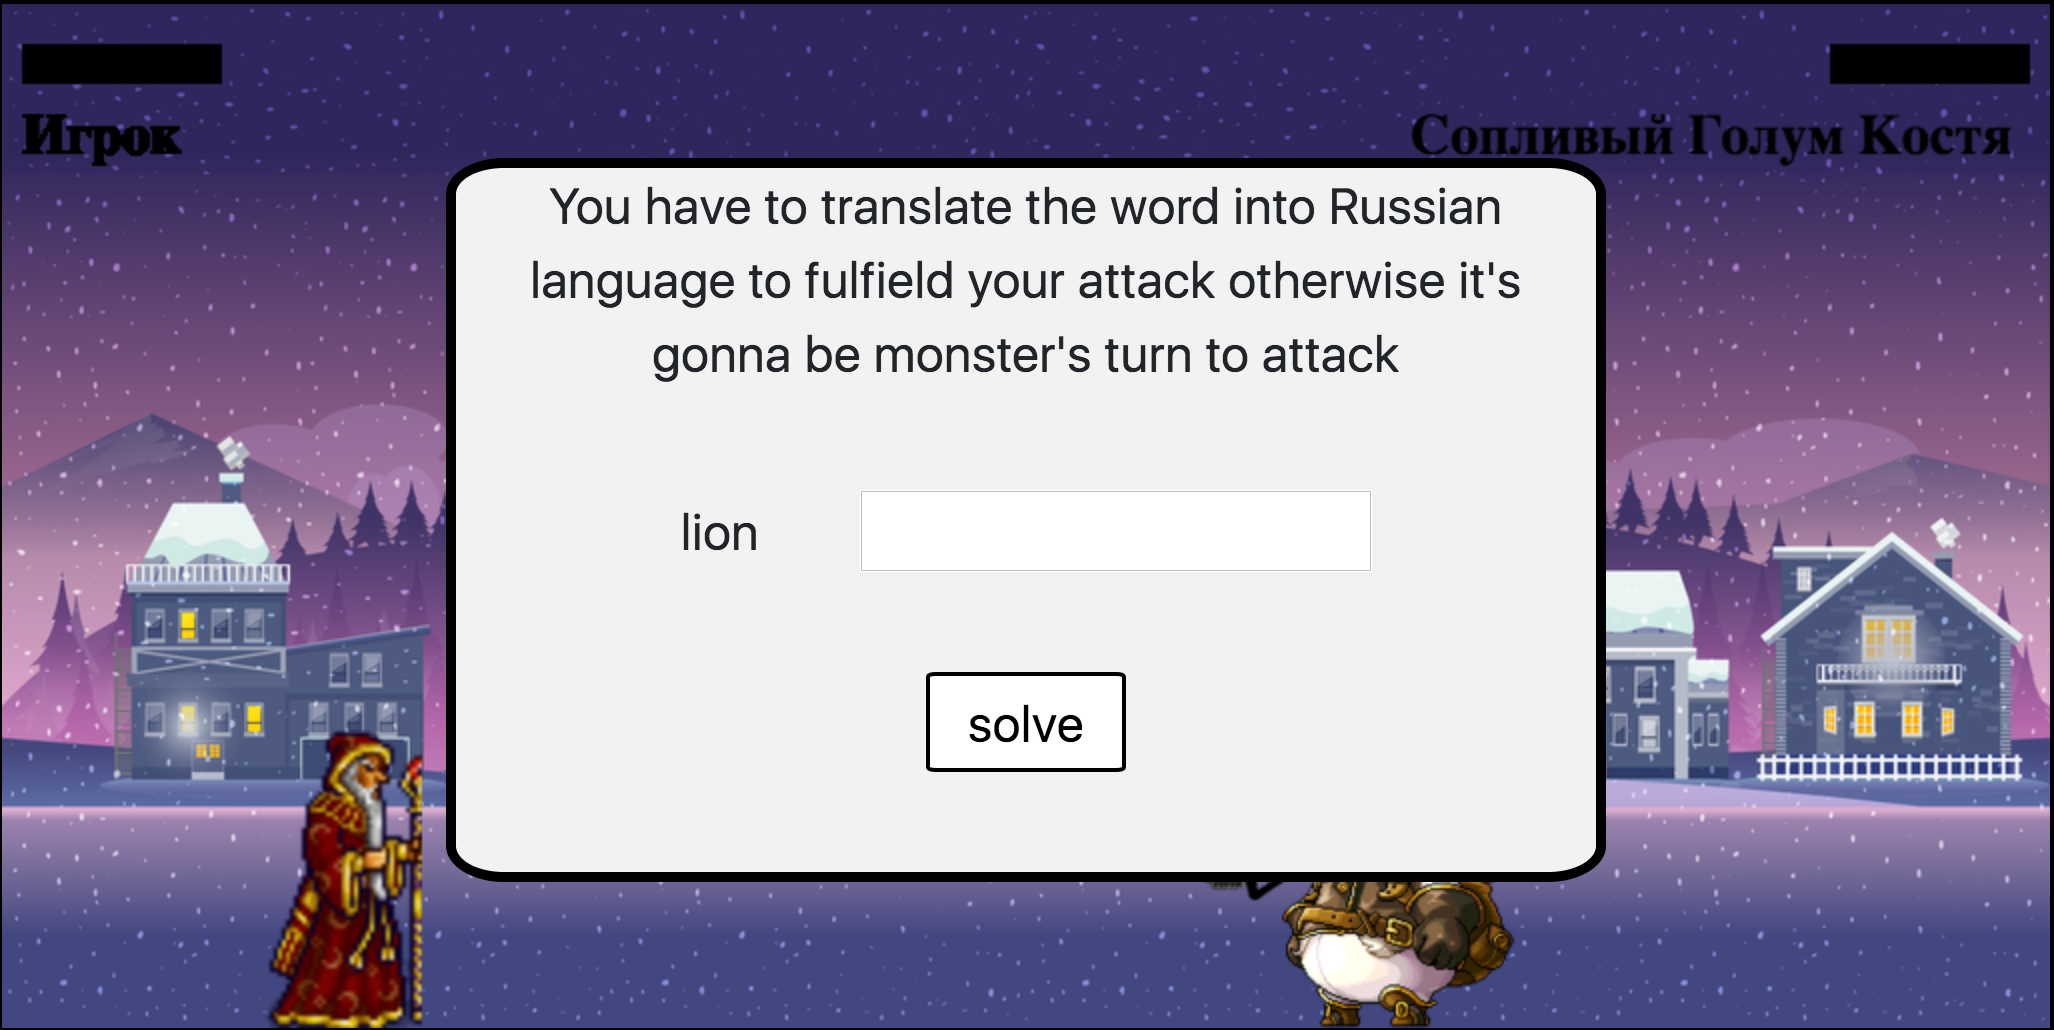 Игрок
Сопливый Голум Костя
You have to translate the word into Russian
language to fulfield your attack otherwise it's
gonna be monster's turn to attack
lion
solve